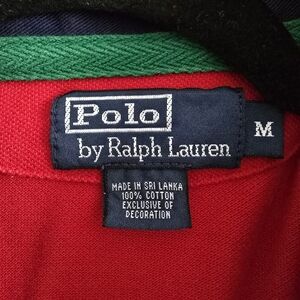 Polo
by Ralph Lauren
M
MADE IN SRI LANKA
100% COTTON
EXCLUSIVE OF
DECORATION